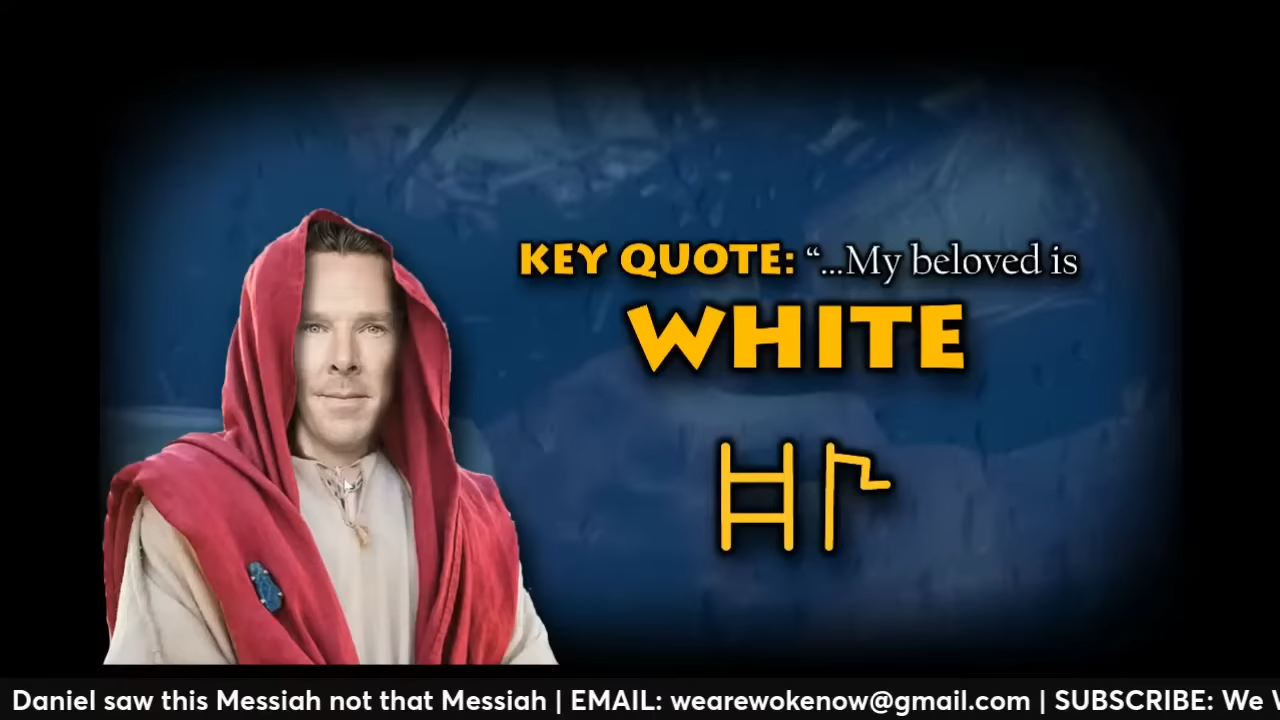 KEY QUOTE: “...My beloved is
WHITE
𐤑𐤇
Daniel saw this Messiah not that Messiah | EMAIL: wearewokenow@gmail.com | SUBSCRIBE: We